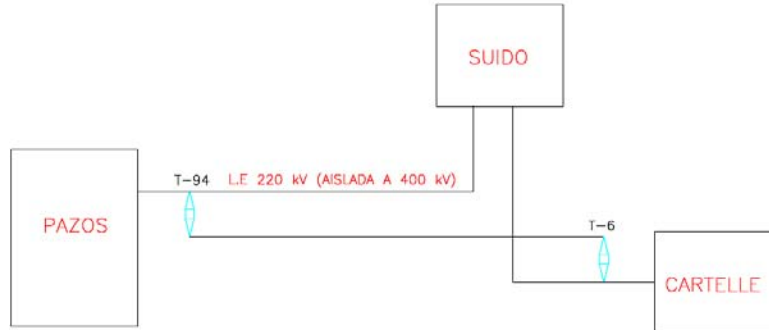 SUIDO
T-94
L.E 220 kV (AISLADA A 400 kV)
PAZOS
T-6
CARTELLE